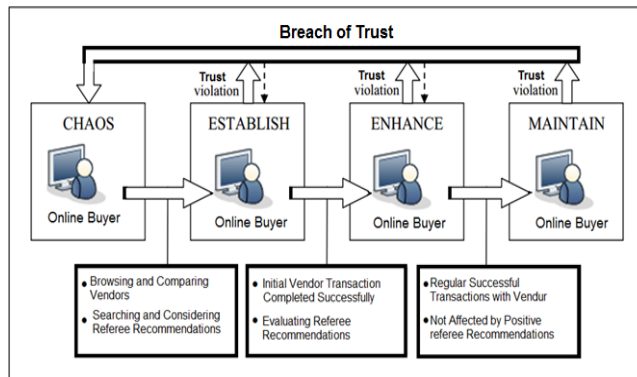 Breach of Trust
Trust
violation
Trust
violation
Trust
violation
CHAOS
Online Buyer
ESTABLISH
Online Buyer
ENHANCE
Online Buyer
MAINTAIN
Online Buyer
• Browsing and Comparing
Vendors
• Searching and Considering
Referee Recommendations
• Initial Vendor Transaction
Completed Successfully
• Evaluating Referee
Recommendations
• Regular Successful
Transactions with Vendur
• Not Affected by Positive
referee Recommendations